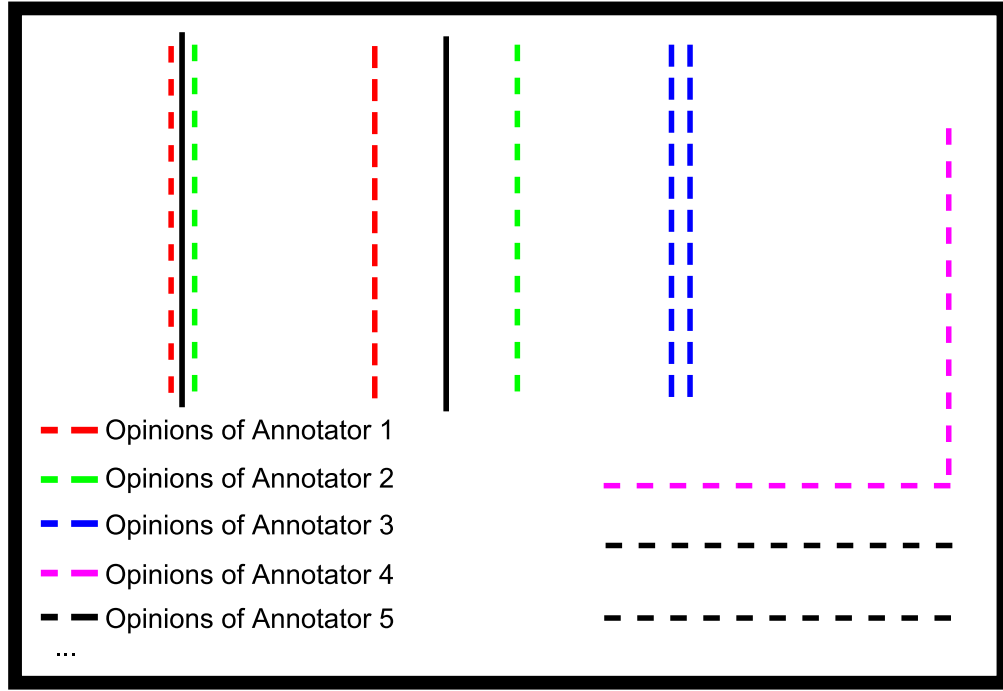 Opinions of Annotator 1
Opinions of Annotator 2
Opinions of Annotator 3
Opinions of Annotator 4
Opinions of Annotator 5
...